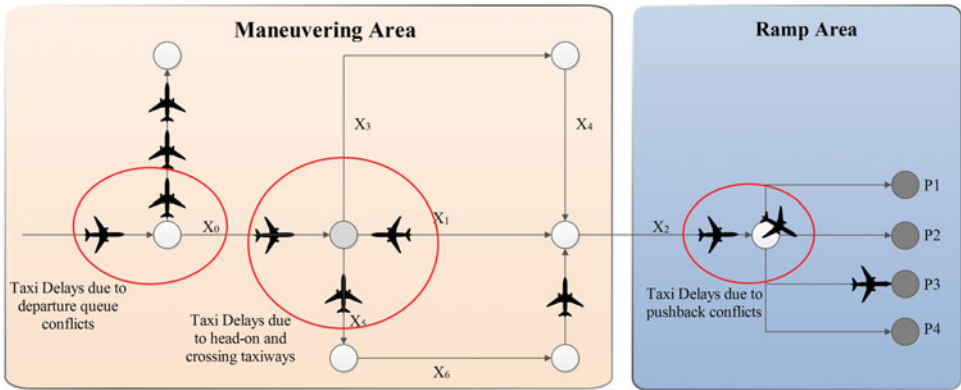 Maneuvering Area
Ramp Area
X3
X4
P1
X0
X1
X2
P2
Taxi Delays due to
departure queue
conflicts
Taxi Delays due
to head-on and
crossing taxiways
X5
Taxi Delays due to
pushback conflicts
P3
P4
X6